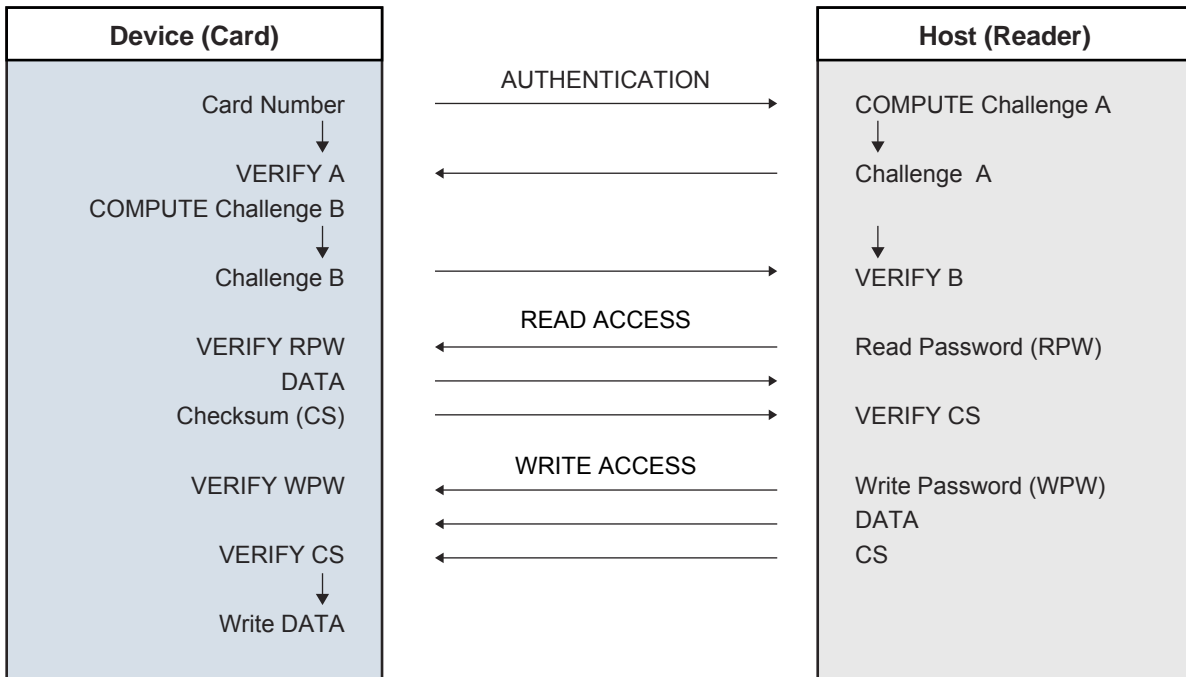 Device (Card)
Host (Reader)
AUTHENTICATION
Card Number
COMPUTE Challenge A
VERIFY A
Challenge A
COMPUTE Challenge B
Challenge B
VERIFY B
READ ACCESS
VERIFY RPW
Read Password (RPW)
DATA
Checksum (CS)
VERIFY CS
WRITE ACCESS
VERIFY WPW
Write Password (WPW)
DATA
VERIFY CS
CS
Write DATA